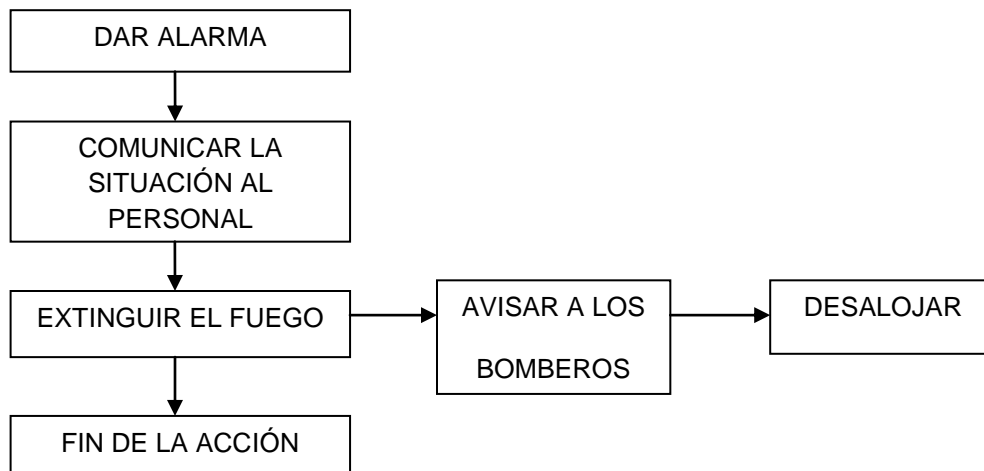 DAR ALARMA
COMUNICAR LA
SITUACIÓN AL
PERSONAL
EXTINGUIR EL FUEGO
AVISAR A LOS
BOMBEROS
DESALOJAR
FIN DE LA ACCIÓN